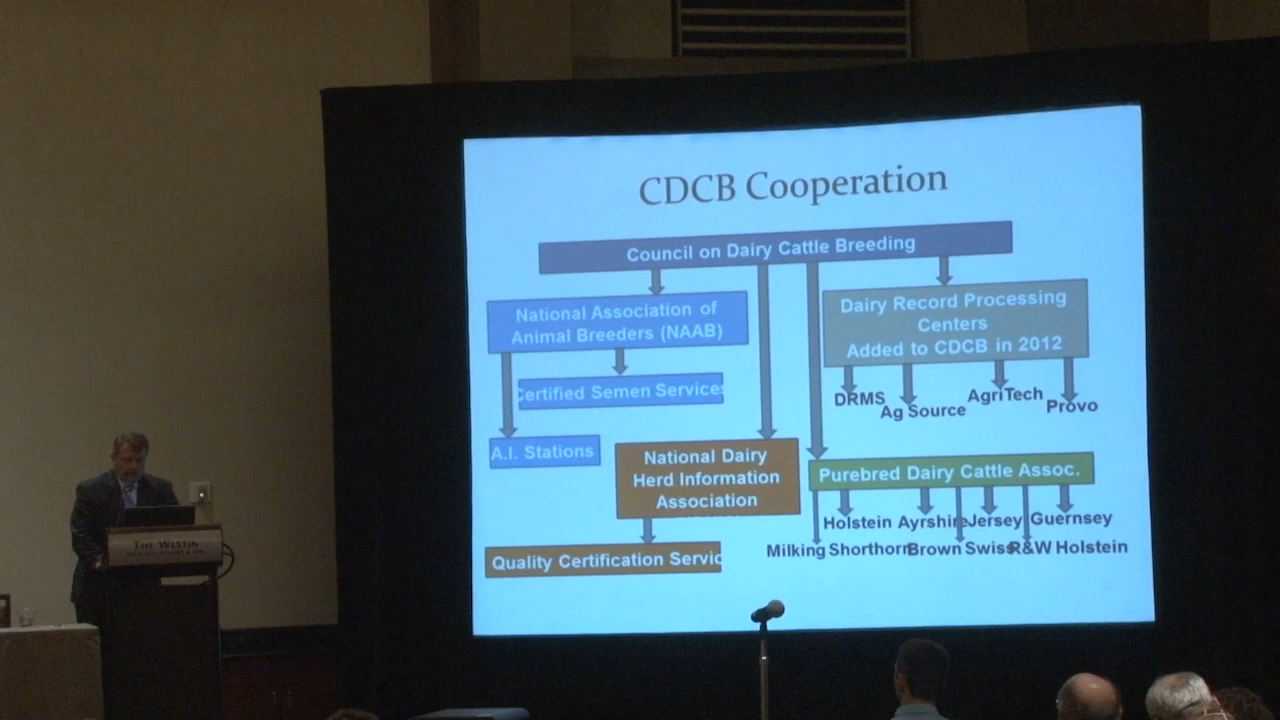 CDCB Cooperation
Council on Dairy Cattle Breeding
National Association of
Animal Breeders (NAAB)
Dairy Record Processing
Centers
Added to CDCB in 2012
Certified Semen Services
DRMS
Ag Source
AgriTech
Provo
A.I. Stations
National Dairy
Herd Information
Association
Purebred Dairy Cattle Assoc.
Holstein Ayrshire Jersey Guernsey
Milking Shorthorn Brown Swiss R&W Holstein
Quality Certification Servic
THE WESTIN